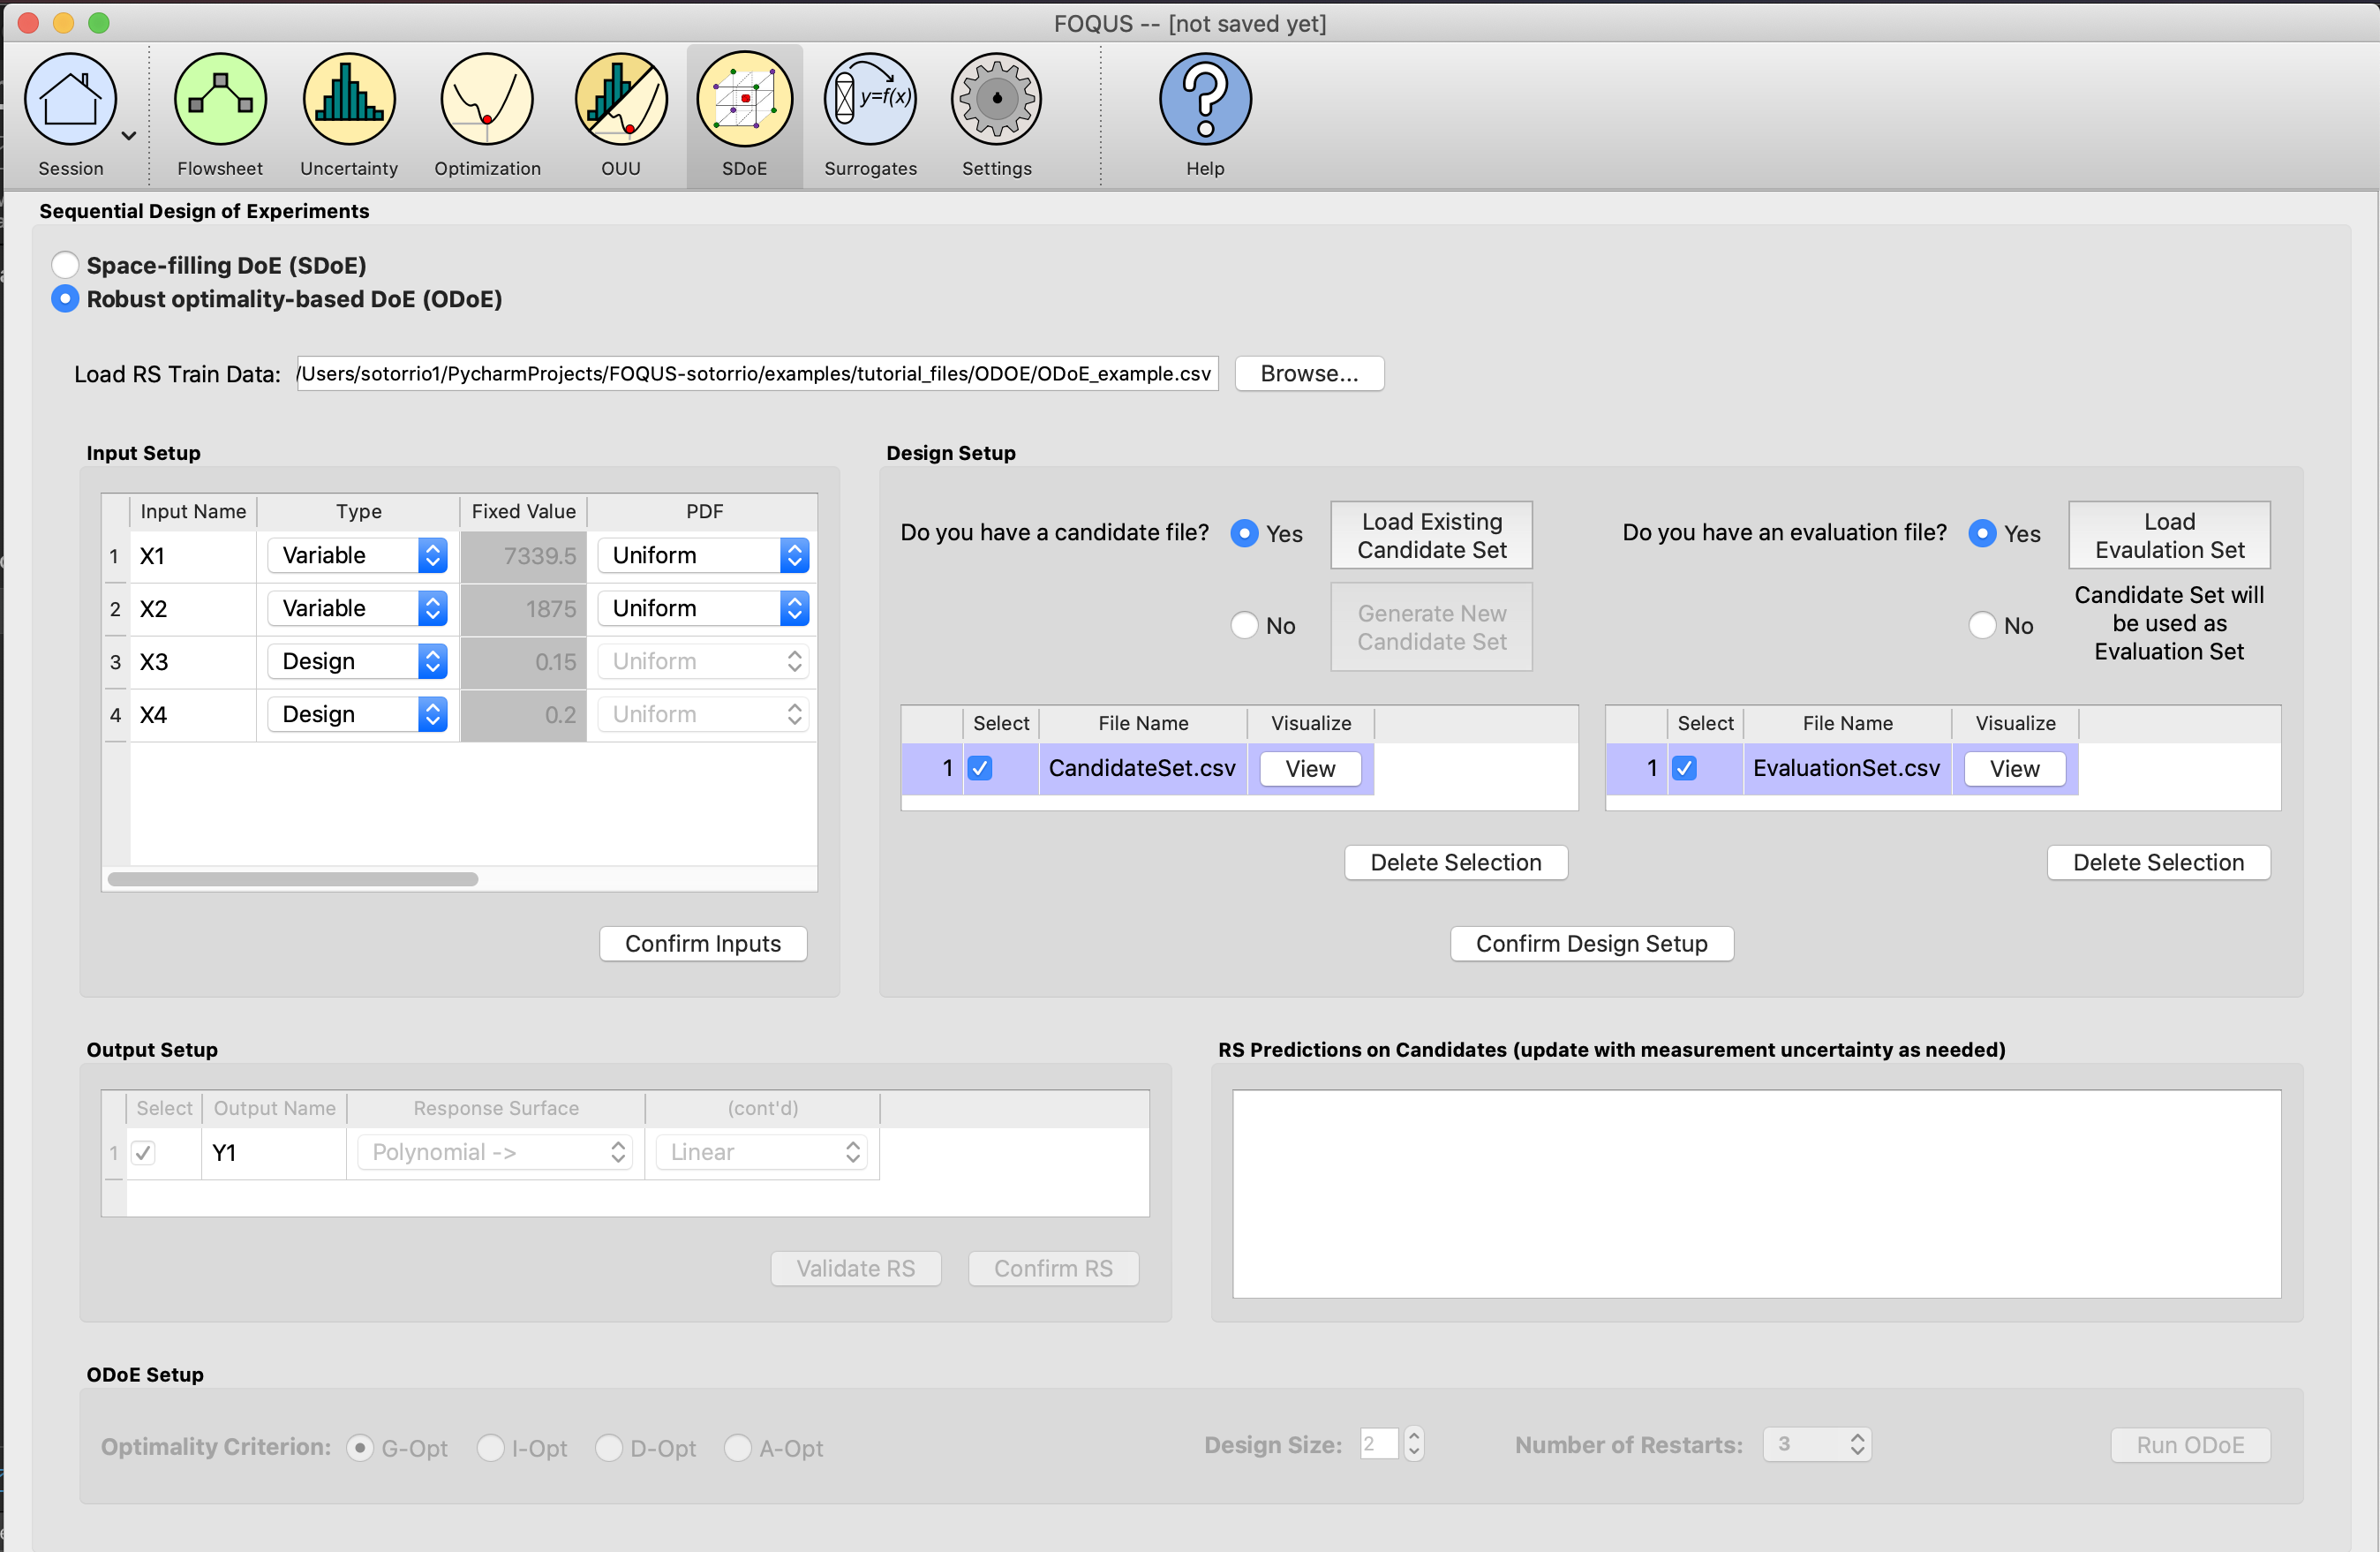 FOQUS -- [not saved yet]
y=f(x)
Session
Flowsheet
Uncertainty
Optimization
OUU
SDoE
Surrogates
Settings
Help
Sequential Design of Experiments
Space-filling DoE (SDoE)
Robust optimality-based DoE (ODoE)
Load RS Train Data: /Users/sotorrio1/PycharmProjects/FOQUS-sotorrio/examples/tutorial_files/ODOE/ODoE_example.csv Browse...
Input Setup
Input Name Type Fixed Value PDF
1 X1 Variable 7339.5 Uniform
2 X2 Variable 1875 Uniform
3 X3 Design 0.15 Uniform
4 X4 Design 0.2 Uniform
Confirm Inputs
Design Setup
Do you have a candidate file? Yes
Load Existing
Candidate Set
No
Generate New
Candidate Set
Do you have an evaluation file? Yes
Load
Evaulation Set
No
Candidate Set will
be used as
Evaluation Set
Select File Name Visualize
1 CandidateSet.csv View
Delete Selection
Select File Name Visualize
1 EvaluationSet.csv View
Delete Selection
Confirm Design Setup
Output Setup
Select Output Name Response Surface (cont'd)
1 Y1 Polynomial -> Linear
Validate RS Confirm RS
RS Predictions on Candidates (update with measurement uncertainty as needed)
ODoE Setup
Optimality Criterion: G-Opt I-Opt D-Opt A-Opt Design Size: 2 Number of Restarts: 3 Run ODoE